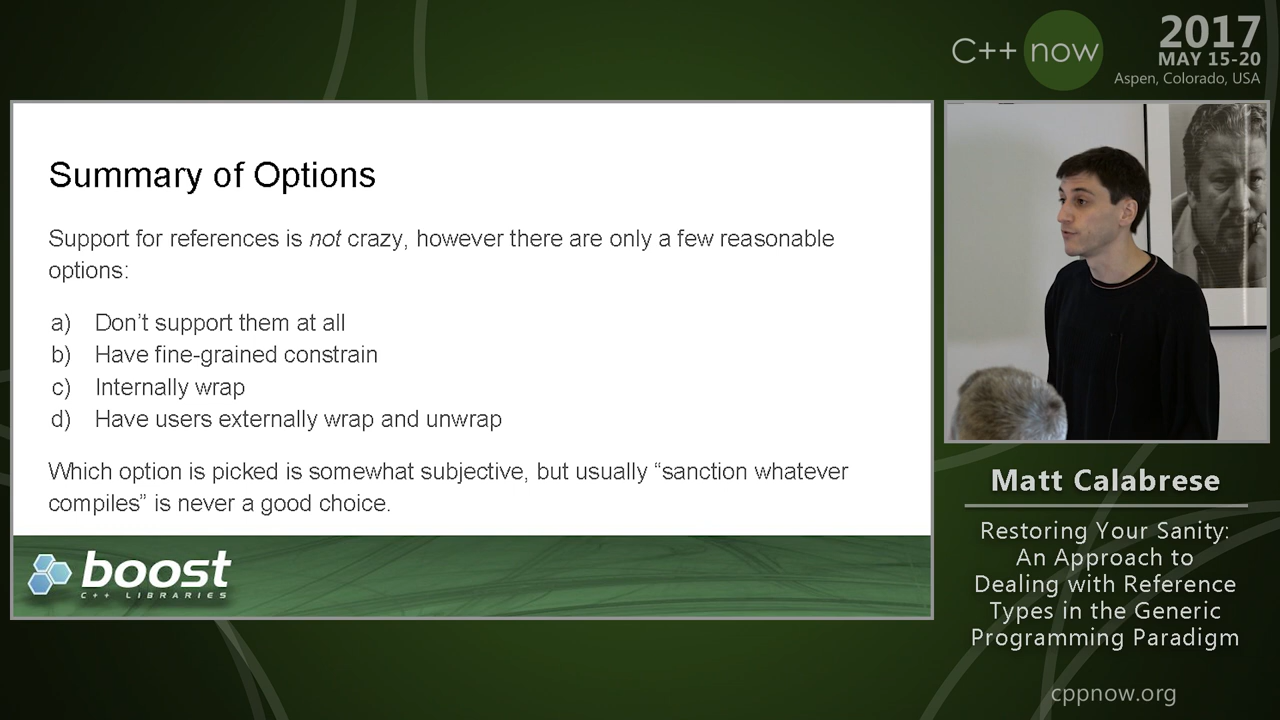 C++ now
2017
MAY 15-20
Aspen, Colorado, USA
Summary of Options
Support for references is not crazy, however there are only a few reasonable
options:
a) Don't support them at all
b) Have fine-grained constrain
c) Internally wrap
d) Have users externally wrap and unwrap
Which option is picked is somewhat subjective, but usually “sanction whatever
compiles” is never a good choice.
boost
C++ LIBRARIES
Matt Calabrese
Restoring Your Sanity:
An Approach to
Dealing with Reference
Types in the Generic
Programming Paradigm
cppnow.org